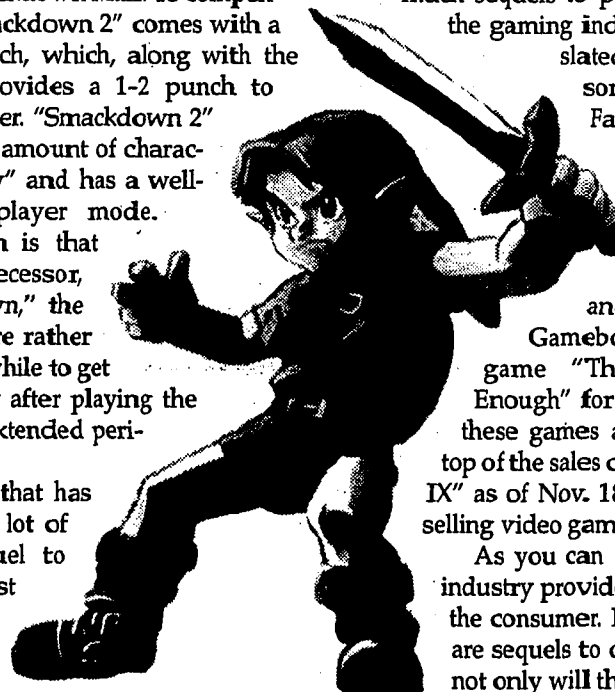 ackdown 2" comes with a
ch, which, along with the
ovides a 1-2 punch to
er. "Smackdown 2"
amount of charac-
y" and has a well-
player mode.
n is that
ecessor,
vn," the
re rather
while to get
after playing the
xtended peri-
that has
lot of
uel to
st
sequels to p
the gaming ind
slated
son
Fa
an
Gamebo
game "Th
Enough" for
these games a
top of the sales c
IX" as of Nov. 18
selling video gam
As you can
industry provid
the consumer. I
are sequels to o
not only will th